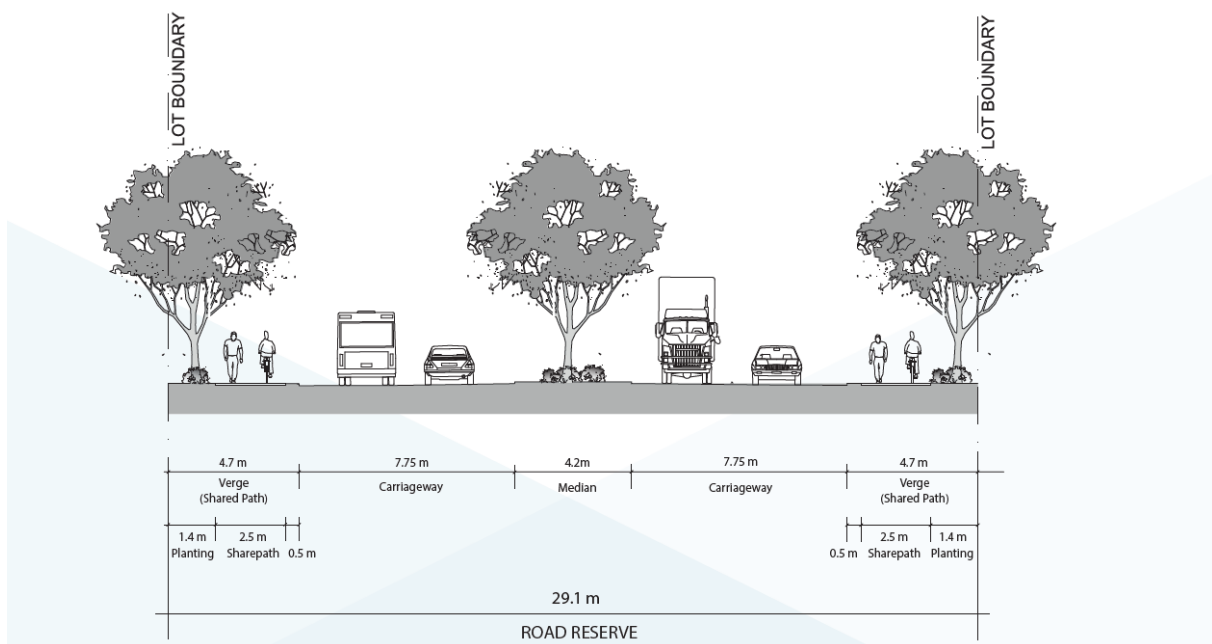 LOT BOUNDARY
LOT BOUNDARY
4.7 m
7.75 m
4.2m
7.75 m
4.7 m
Verge
(Shared Path)
Carriageway
Median
Carriageway
Verge
(Shared Path)
1.4 m
2.5 m
0.5 m
Planting
Sharepath
0.5 m
2.5 m
1.4 m
Sharepath
Planting
29.1 m
ROAD RESERVE